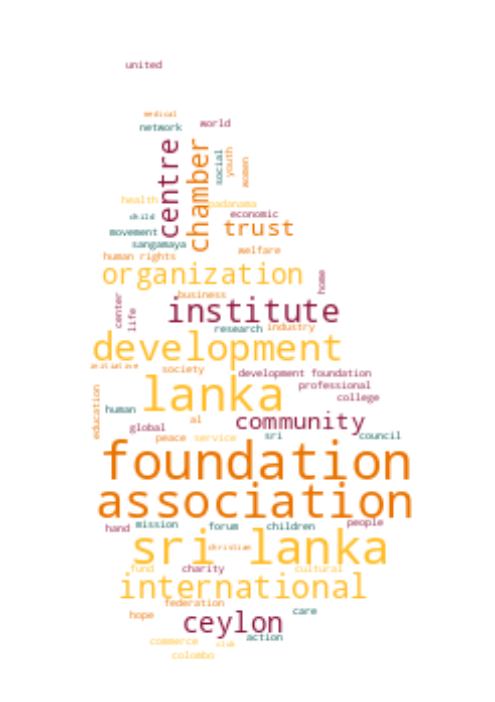 united
medical
network
world
centre
chamber
social
youth
women
health
padanama
child
economic
movement
trust
sangamaya
welfare
human rights
organization
home
business
center
life
institute
research
industry
development
initiative
society
development foundation
professional
education
lanka
college
human
al
community
global
peace
service
sri
council
foundation
association
hand
mission
forum
children
people
sri lanka
christian
fund
charity
cultural
international
federation
hope
care
ceylon
commerce
club
action
colombo